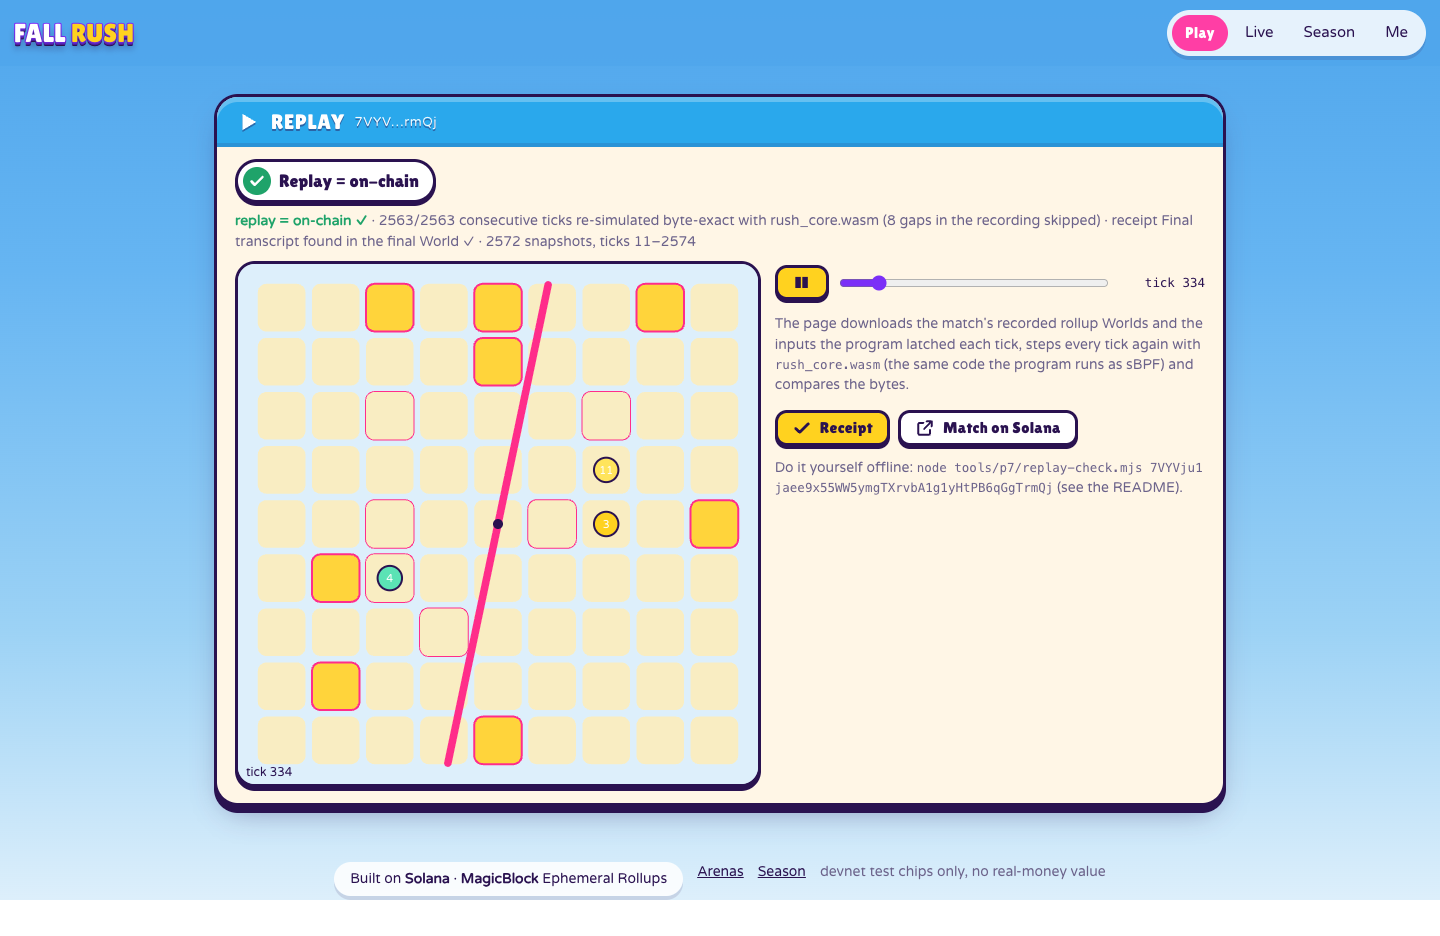 FALL RUSH
Play
Live
Season
Me
REPLAY 7VYV...rmQj
Replay = on-chain
replay = on-chain ✓ · 2563/2563 consecutive ticks re-simulated byte-exact with rush_core.wasm (8 gaps in the recording skipped) · receipt Final
transcript found in the final World ✓ · 2572 snapshots, ticks 11–2574
tick 334
The page downloads the match's recorded rollup Worlds and the
inputs the program latched each tick, steps every tick again with
rush_core.wasm (the same code the program runs as sBPF) and
compares the bytes.
Receipt
Match on Solana
Do it yourself offline: node tools/p7/replay-check.mjs 7VYVju1
jaee9x55WW5ymgTXrvbA1g1yHtPB6qGgTrmQj (see the README).
11
3
4
tick 334
Built on Solana · MagicBlock Ephemeral Rollups
Arenas
Season
devnet test chips only, no real-money value